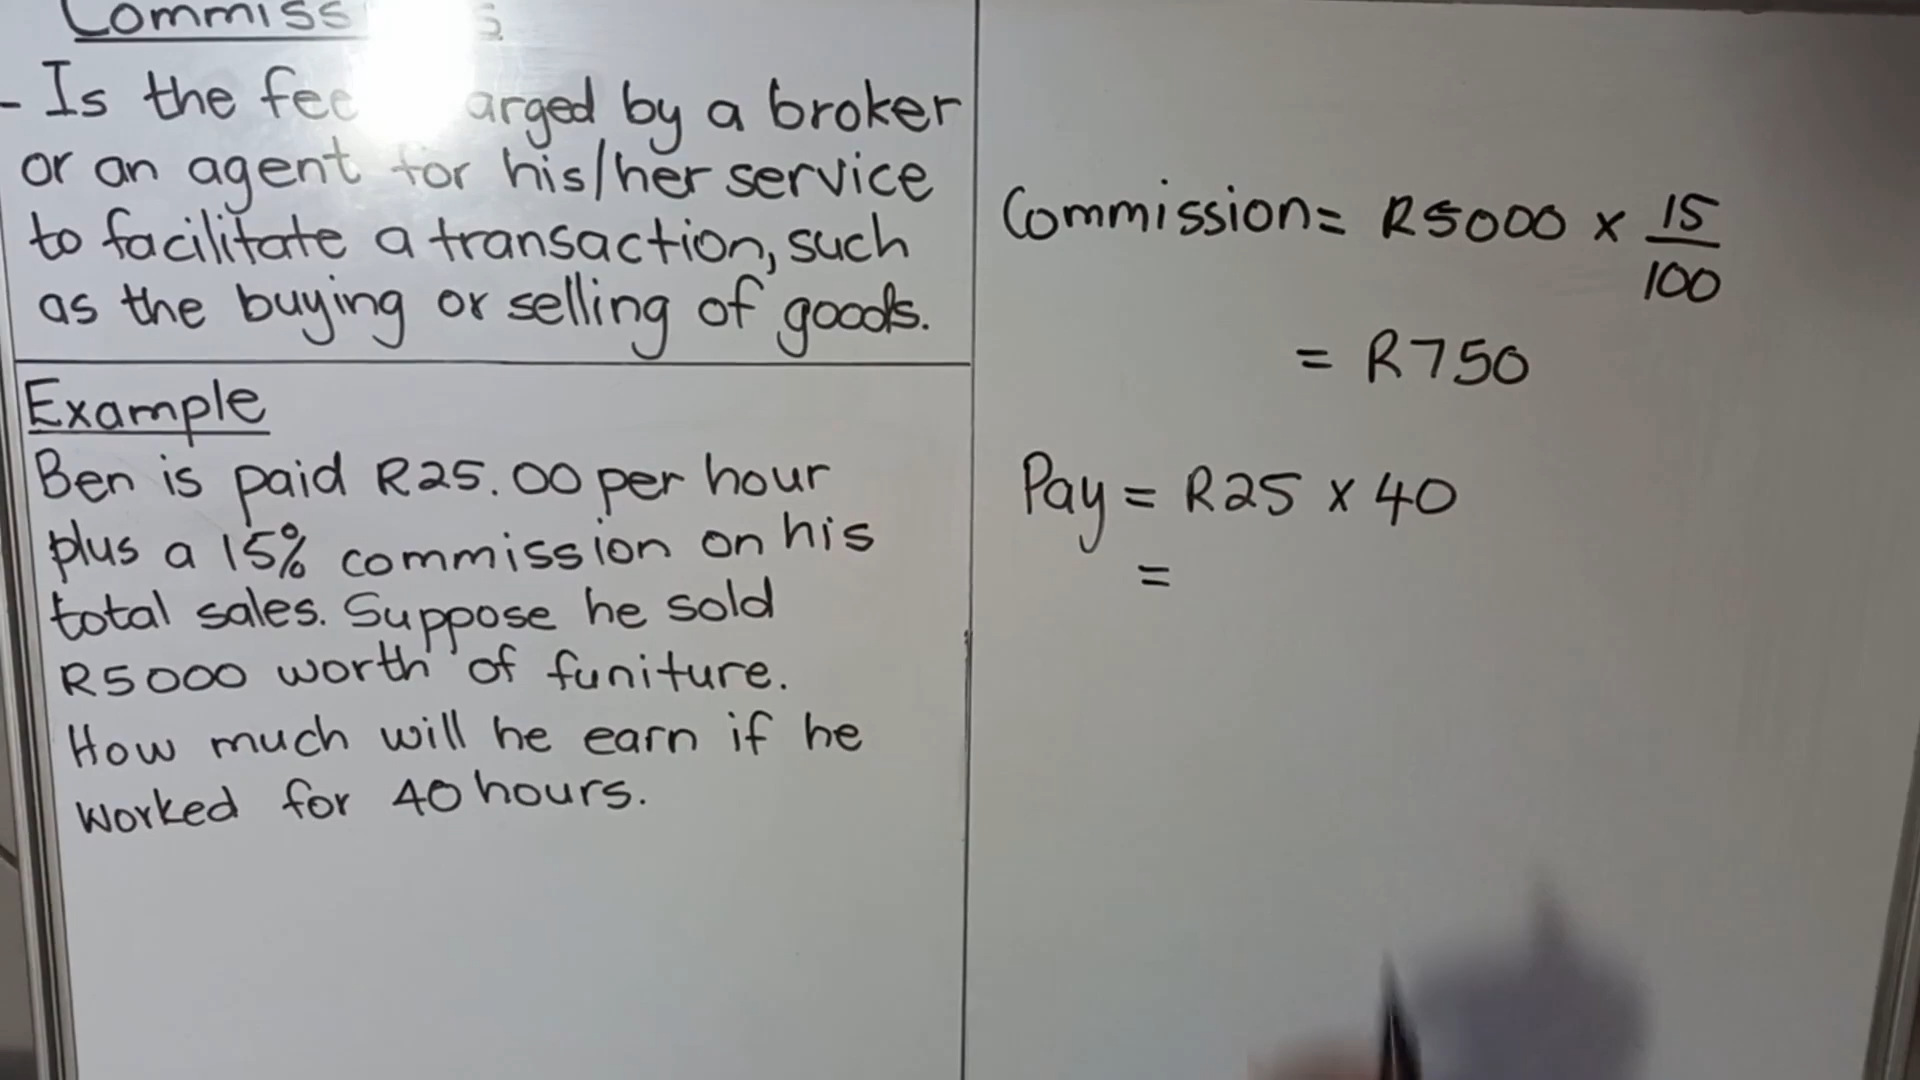 - Is the fee by a broker
or an agent for his/her service
to facilitate a transaction, such
as the buying or selling of goods.
Example
Ben is paid R25.00 per hour
plus a 15% commission on his
total sales. Suppose he sold
R5000 worth of funiture.
How much will he earn if he
worked for 40 hours.
Commission = R5000 × 15/100
= R750
Pay = R25 × 40
=